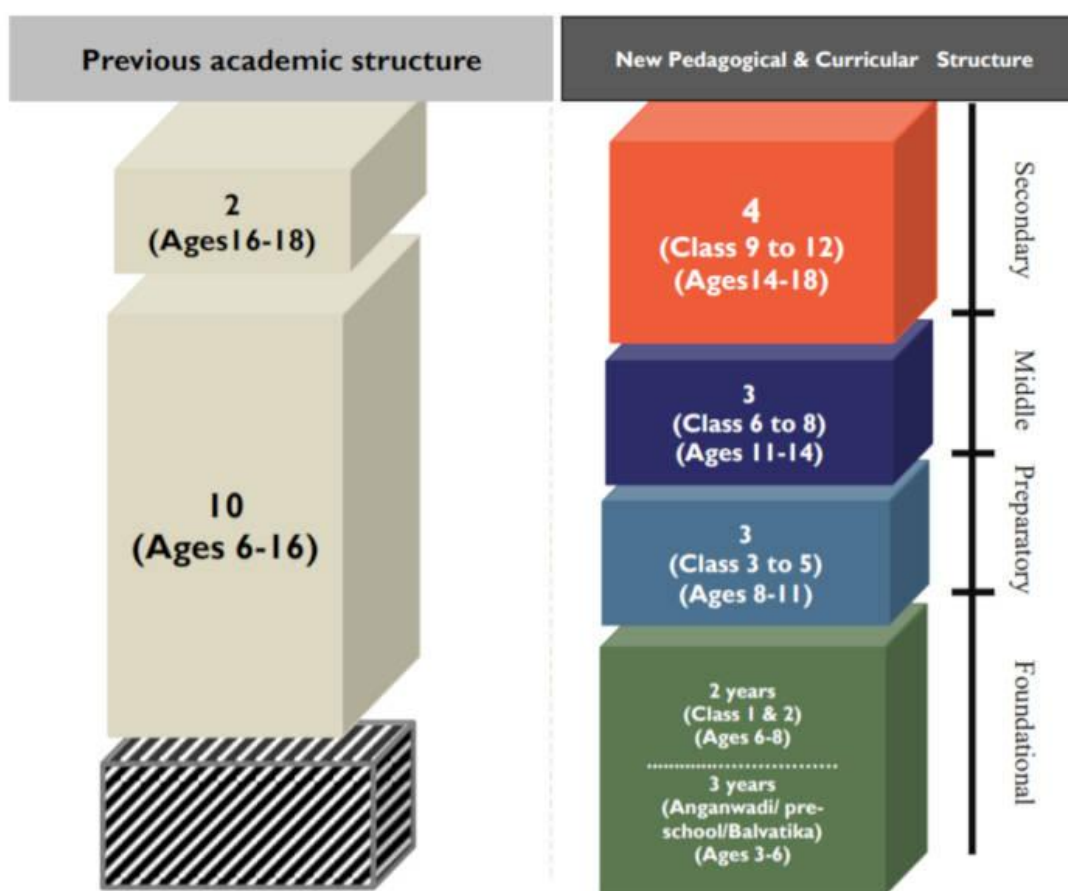 Previous academic structure
2
(Ages16-18)
10
(Ages 6-16)
New Pedagogical & Curricular Structure
4
(Class 9 to 12)
(Ages14-18)
3
(Class 6 to 8)
(Ages 11-14)
3
(Class 3 to 5)
(Ages 8-11)
2 years
(Class 1 & 2)
(Ages 6-8)
3 years
(Anganwadi/ pre-
school/Balvatika)
(Ages 3-6)
Secondary
Middle
Preparatory
Foundational